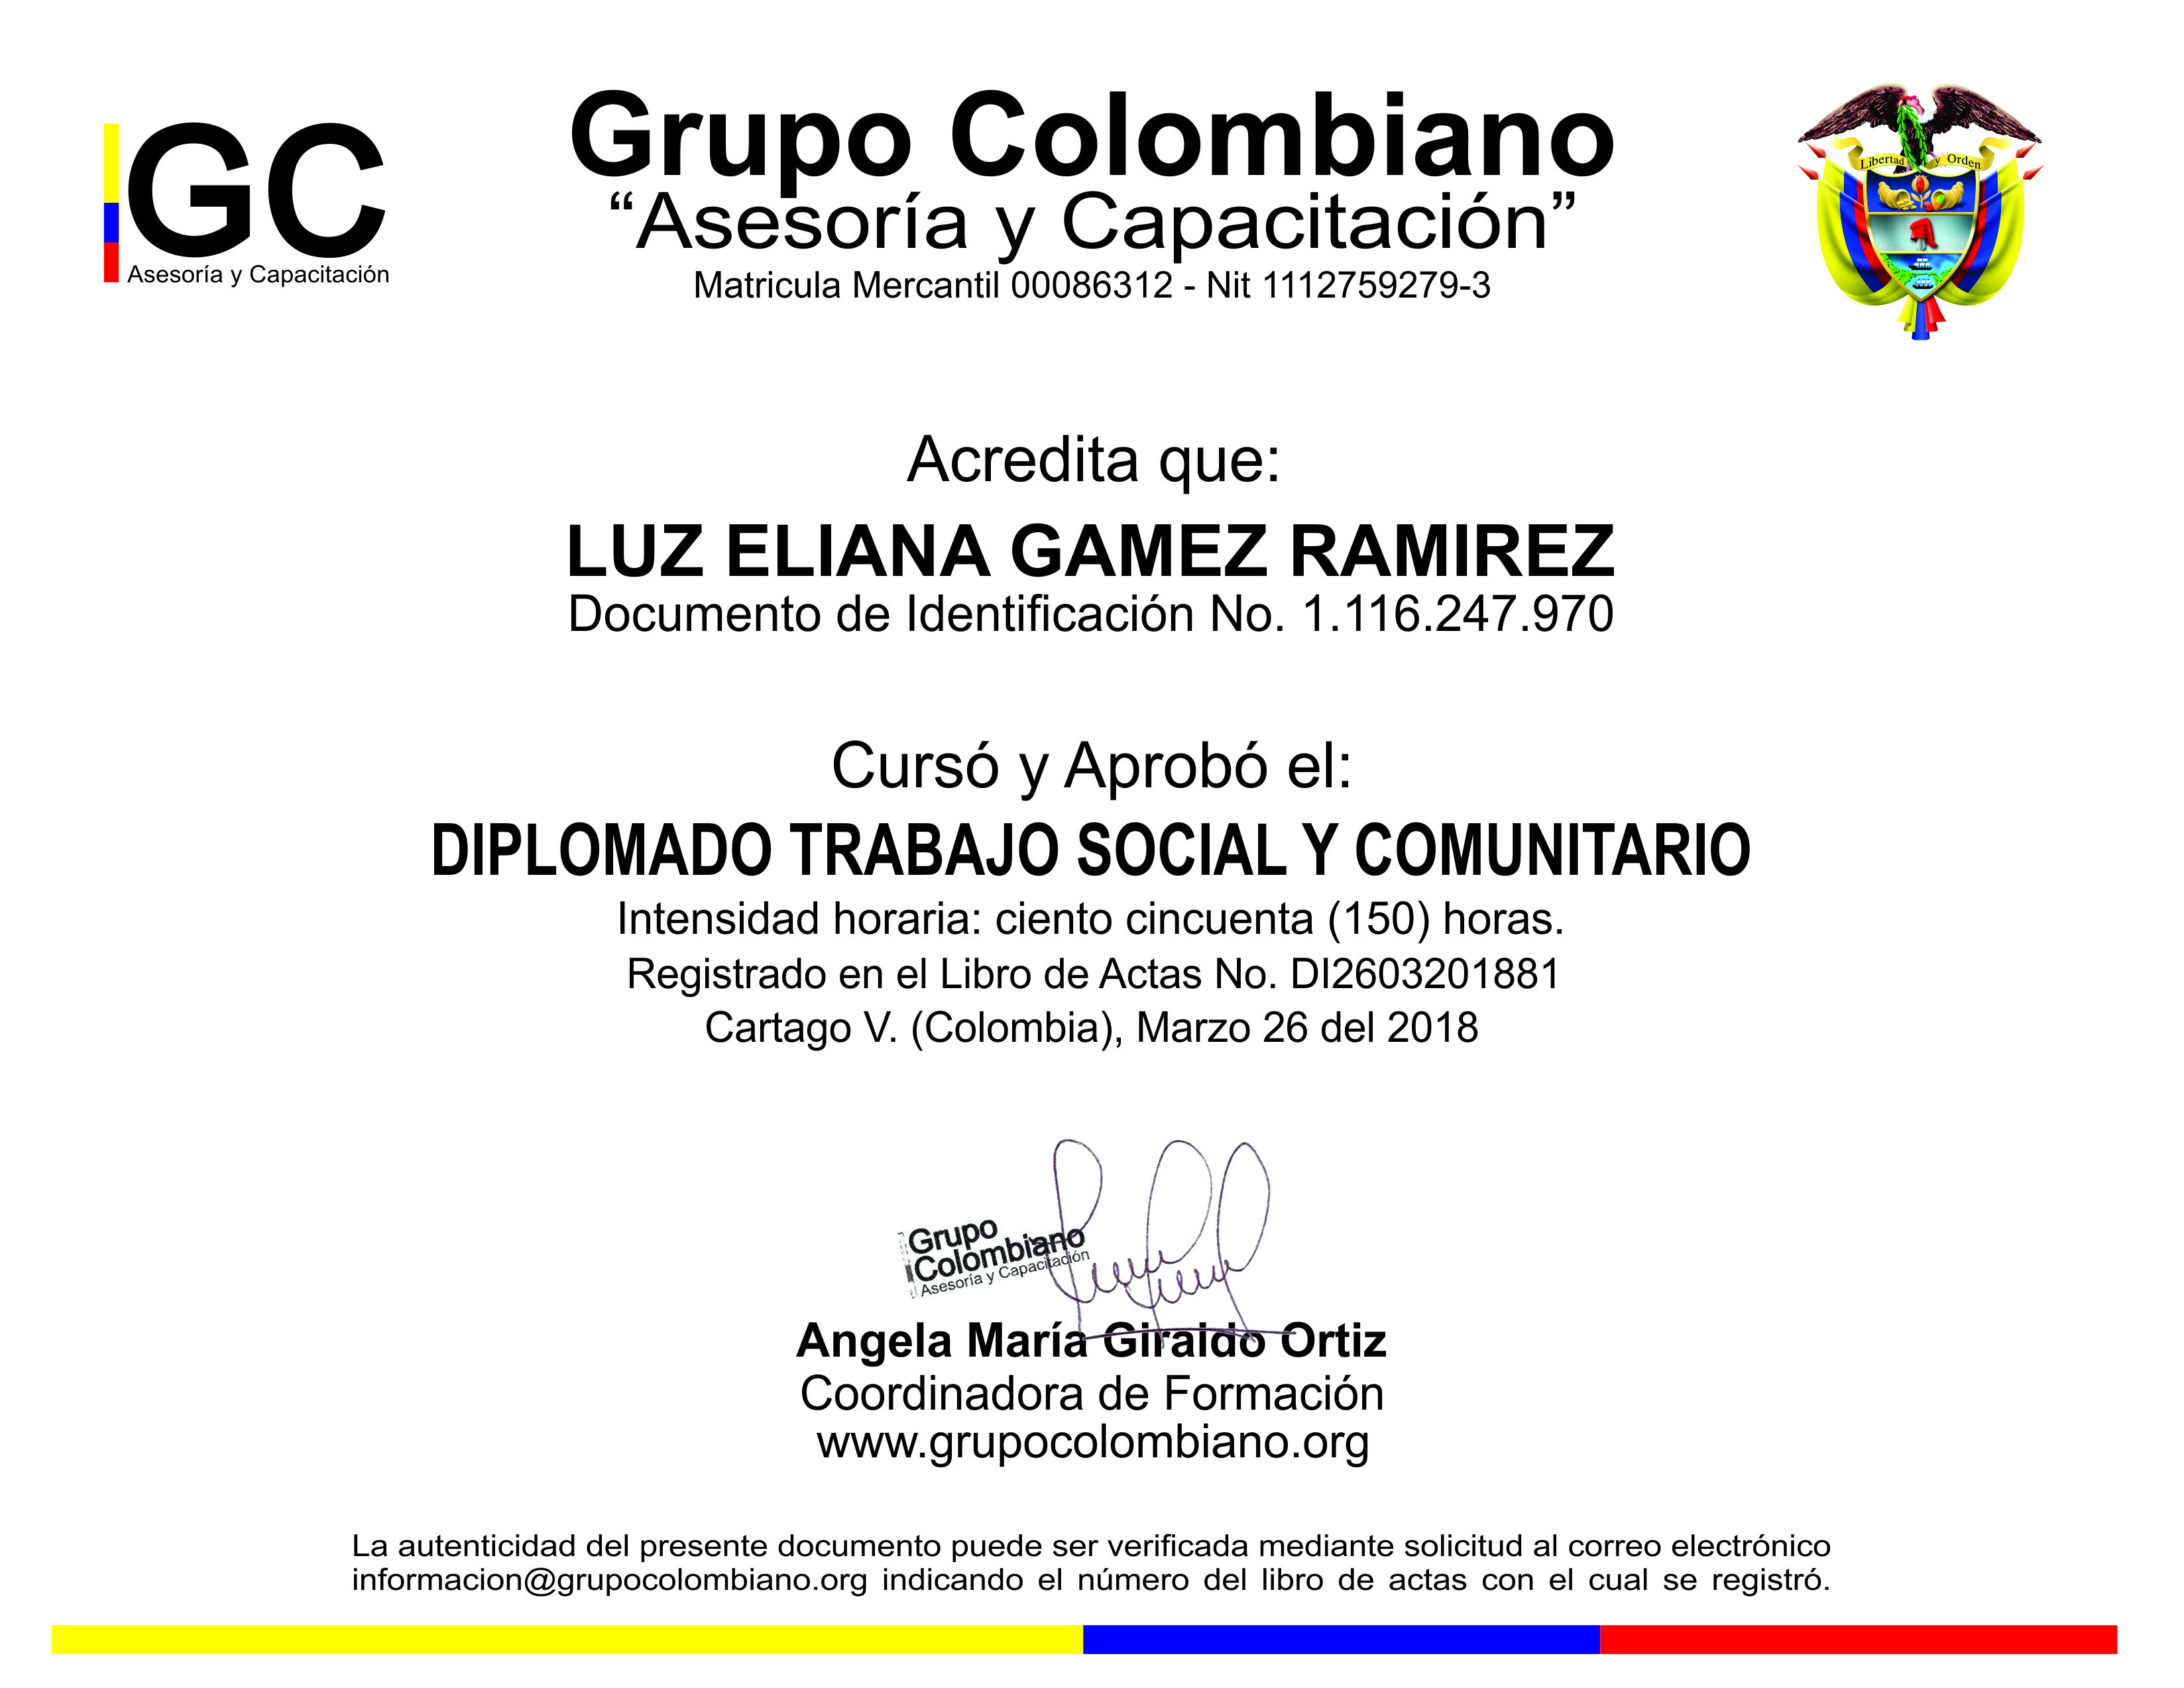 GC
Asesoría y Capacitación
Grupo Colombiano
“Asesoría y Capacitación”
Matricula Mercantil 00086312 - Nit 1112759279-3
Libertad y Orden
Acredita que:
LUZ ELIANA GAMEZ RAMIREZ
Documento de Identificación No. 1.116.247.970
Cursó y Aprobó el:
DIPLOMADO TRABAJO SOCIAL Y COMUNITARIO
Intensidad horaria: ciento cincuenta (150) horas.
Registrado en el Libro de Actas No. DI2603201881
Cartago V. (Colombia), Marzo 26 del 2018
Grupo
Colombiano
Asesoría y Capacitación
Angela María Giraldo Ortiz
Coordinadora de Formación
www.grupocolombiano.org
La autenticidad del presente documento puede ser verificada mediante solicitud al correo electrónico
informacion@grupocolombiano.org indicando el número del libro de actas con el cual se registró.